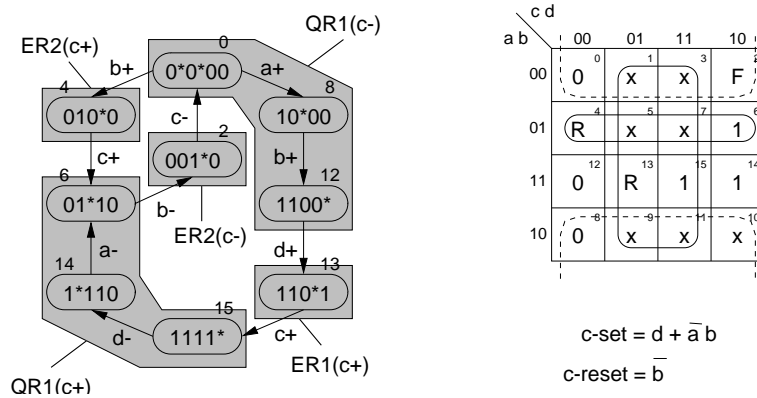 QR1(c-)
ER2(c+)
0
4
b+
0*0*00
a+
8
010*0
c-
2
10*00
c+
001*0
b+
6
12
01*10
b-
1100*
ER2(c-)
a-
d+
14
13
1*110
15
110*1
d-
1111*
c+
ER1(c+)
QR1(c+)
c d
a b
00 01 11 10
00 0 0 x 1 x 3 F
01 R 4 x 5 x 7 1 6
11 0 12 R 13 1 15 1 14
10 0 8 x 9 x 11 x 10
c-set = d + a̅ b
c-reset = b̅